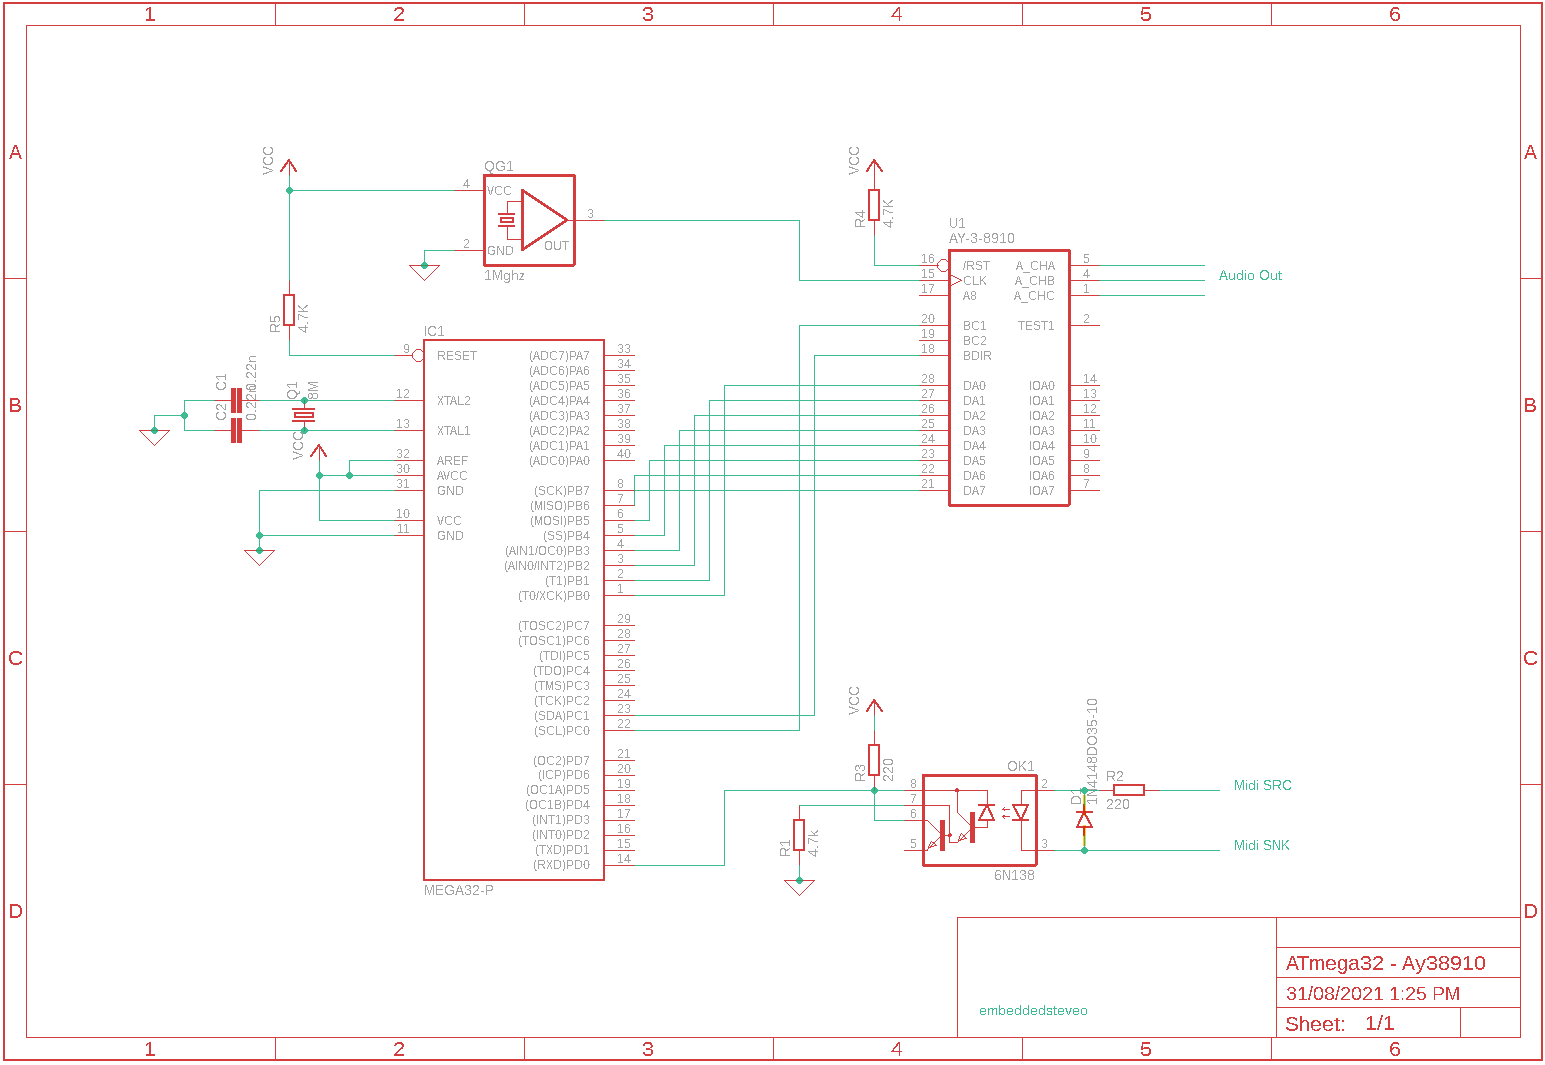 1 2 3 4 5 6
A A
B B
C C
D D
1 2 3 4 5 6
VCC
R5
4.7K
QG1
4 VCC
2 GND
OUT 3
1Mghz
VCC
R4
4.7K
U1
AY-3-8910
16 /RST A_CHA 5
15 CLK A_CHB 4
17 A8 A_CHC 1
20 BC1 TEST1 2
19 BC2
18 BDIR
28 DA0 IOA0 14
27 DA1 IOA1 13
26 DA2 IOA2 12
25 DA3 IOA3 11
24 DA4 IOA4 10
23 DA5 IOA5 9
22 DA6 IOA6 8
21 DA7 IOA7 7
Audio Out
C1
0.22n
C2
0.22n
Q1
8M
VCC
IC1
9 RESET (ADC7)PA7 33
(ADC6)PA6 34
(ADC5)PA5 35
12 XTAL2 (ADC4)PA4 36
(ADC3)PA3 37
13 XTAL1 (ADC2)PA2 38
(ADC1)PA1 39
32 AREF (ADC0)PA0 40
30 AVCC
31 GND (SCK)PB7 8
(MISO)PB6 7
10 VCC (MOSI)PB5 6
11 GND (SS)PB4 5
(AIN1/OC0)PB3 4
(AIN0/INT2)PB2 3
(T1)PB1 2
(T0/XCK)PB0 1
(TOSC2)PC7 29
(TOSC1)PC6 28
(TDI)PC5 27
(TDO)PC4 26
(TMS)PC3 25
(TCK)PC2 24
(SDA)PC1 23
(SCL)PC0 22
(OC2)PD7 21
(ICP)PD6 20
(OC1A)PD5 19
(OC1B)PD4 18
(INT1)PD3 17
(INT0)PD2 16
(TXD)PD1 15
(RXD)PD0 14
MEGA32-P
VCC
R3
220
R1
4.7k
OK1
8 2
7
6
5 3
6N138
D1
1N4148DO35-10
R2
220
Midi SRC
Midi SNK
embeddedsteveo
ATmega32 - Ay38910
31/08/2021 1:25 PM
Sheet: 1/1